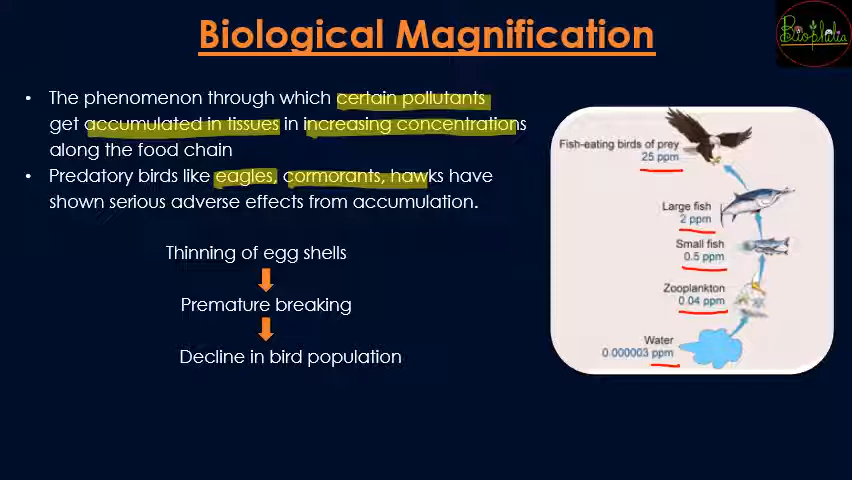 Biological Magnification
Biophilia
• The phenomenon through which certain pollutants
get accumulated in tissues in increasing concentrations
along the food chain
• Predatory birds like eagles, cormorants, hawks have
shown serious adverse effects from accumulation.
Thinning of egg shells
Premature breaking
Decline in bird population
Fish-eating birds of prey
25 ppm
Large fish
2 ppm
Small fish
0.5 ppm
Zooplankton
0.04 ppm
Water
0.000003 ppm